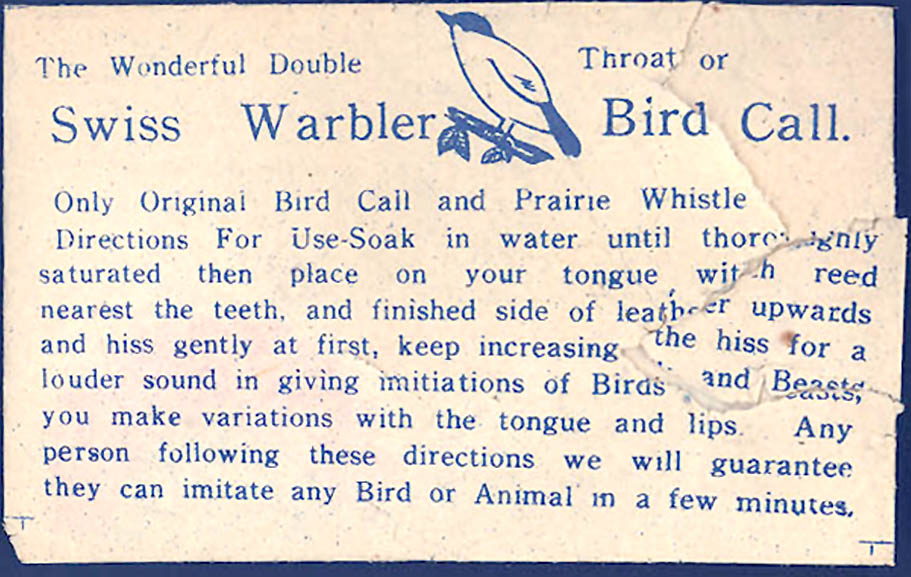 The Wonderful Double Throat or
Swiss Warbler Bird Call.
Only Original Bird Call and Prairie Whistle
Directions For Use-Soak in water until thoroughly
saturated then place on your tongue with reed
nearest the teeth, and finished side of leather upwards
and hiss gently at first, keep increasing the hiss for a
louder sound in giving imitiations of Birds and Beasts,
you make variations with the tongue and lips. Any
person following these directions we will guarantee
they can imitate any Bird or Animal in a few minutes.